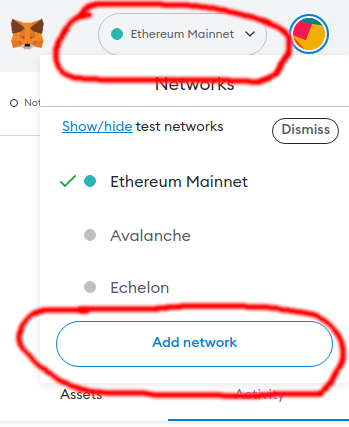 Ethereum Mainnet
Not
Networks
Show/hide test networks
Dismiss
Ethereum Mainnet
Avalanche
Echelon
Add network
Assets
Activity